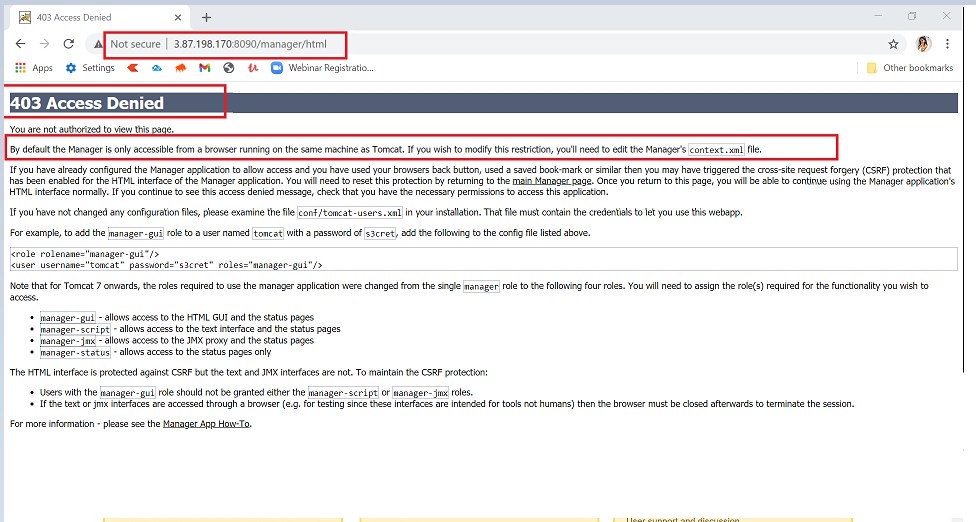 403 Access Denied
Not secure | 3.87.198.170:8090/manager/html
Apps Settings Webinar Registratio... Other bookmarks
403 Access Denied
You are not authorized to view this page.
By default the Manager is only accessible from a browser running on the same machine as Tomcat. If you wish to modify this restriction, you'll need to edit the Manager's context.xml file.
If you have already configured the Manager application to allow access and you have used your browsers back button, used a saved book-mark or similar then you may have triggered the cross-site request forgery (CSRF) protection that
has been enabled for the HTML interface of the Manager application. You will need to reset this protection by returning to the main Manager page. Once you return to this page, you will be able to continue using the Manager application's
HTML interface normally. If you continue to see this access denied message, check that you have the necessary permissions to access this application.
If you have not changed any configuration files, please examine the file conf/tomcat-users.xml in your installation. That file must contain the credentials to let you use this webapp.
For example, to add the manager-gui role to a user named tomcat with a password of s3cret, add the following to the config file listed above.
<role rolename="manager-gui"/>
<user username="tomcat" password="s3cret" roles="manager-gui"/>
Note that for Tomcat 7 onwards, the roles required to use the manager application were changed from the single manager role to the following four roles. You will need to assign the role(s) required for the functionality you wish to
access.
• manager-gui - allows access to the HTML GUI and the status pages
• manager-script - allows access to the text interface and the status pages
• manager-jmx - allows access to the JMX proxy and the status pages
• manager-status - allows access to the status pages only
The HTML interface is protected against CSRF but the text and JMX interfaces are not. To maintain the CSRF protection:
• Users with the manager-gui role should not be granted either the manager-script or manager-jmx roles.
• If the text or jmx interfaces are accessed through a browser (e.g. for testing since these interfaces are intended for tools not humans) then the browser must be closed afterwards to terminate the session.
For more information - please see the Manager App How-To.
User support and discussion